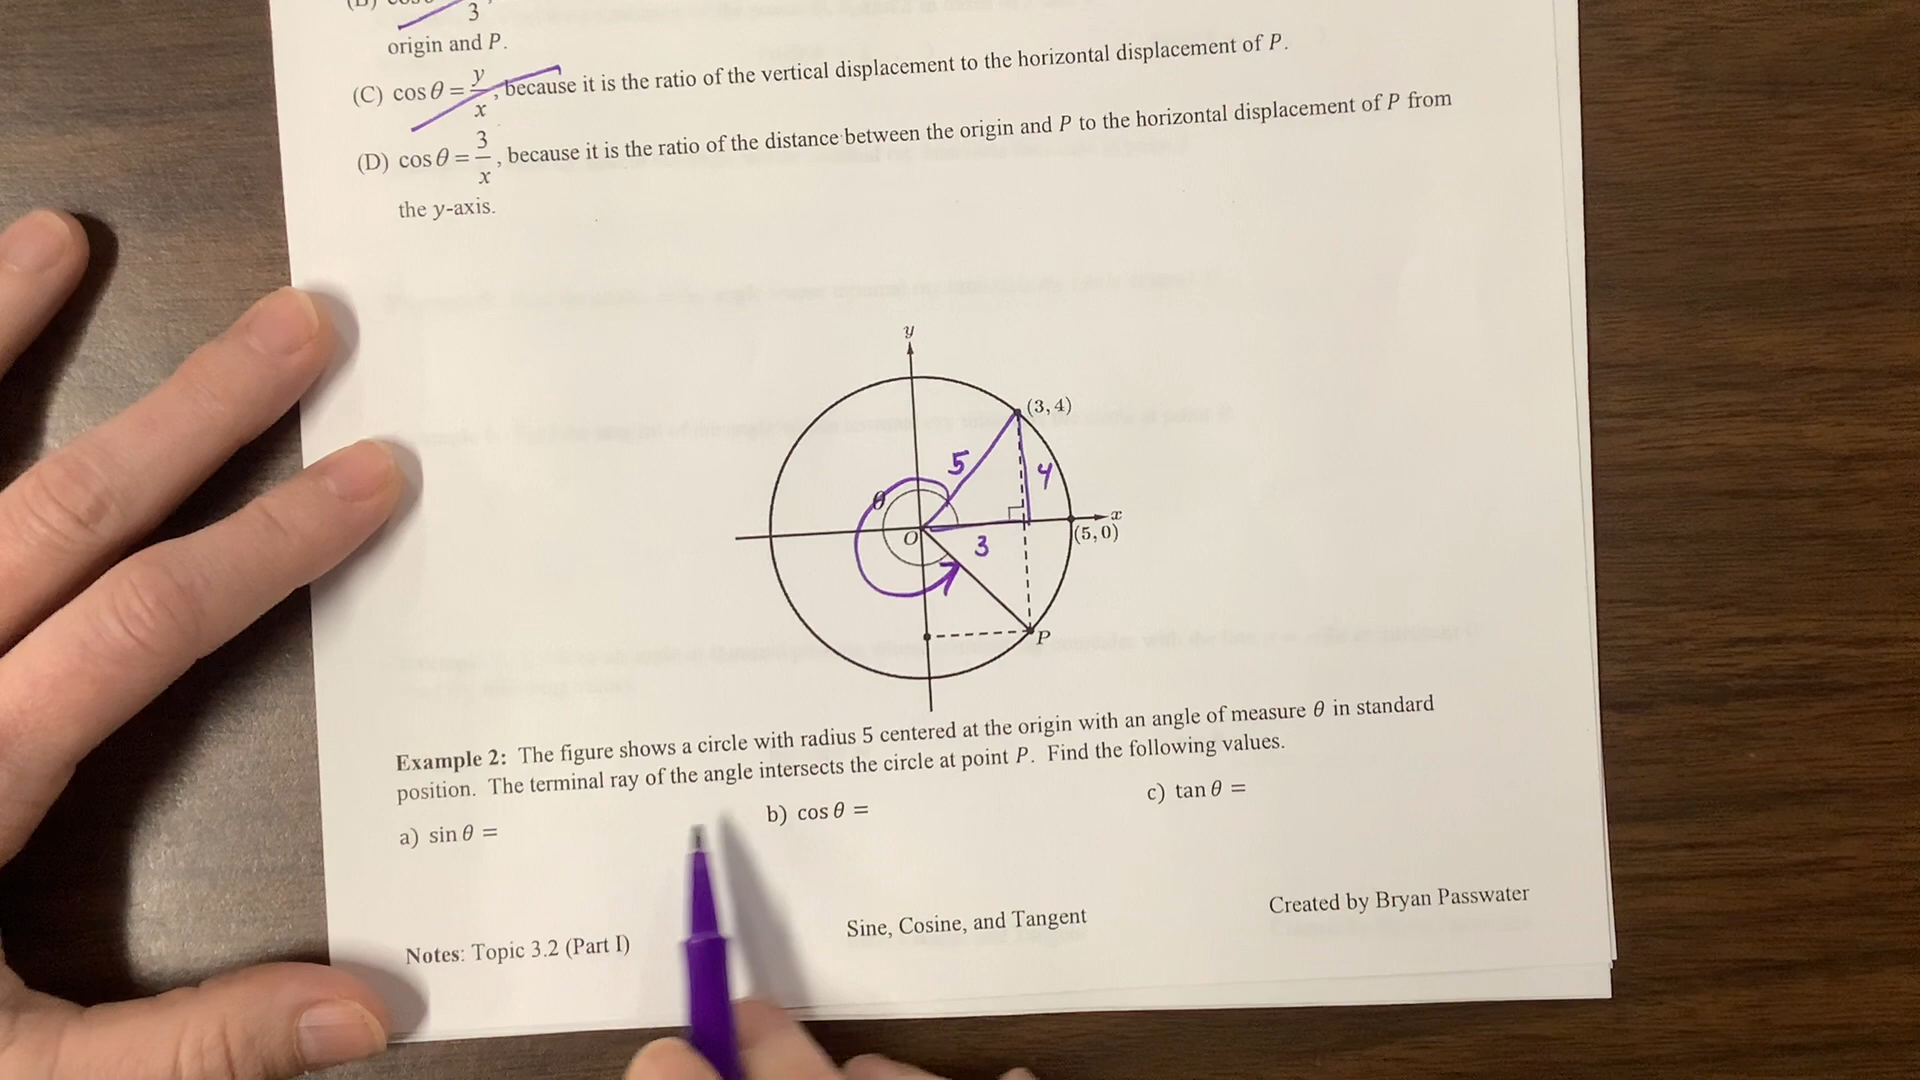 3
origin and P.
(C) cos θ = y/x, because it is the ratio of the vertical displacement to the horizontal displacement of P.
(D) cos θ = 3/x, because it is the ratio of the distance between the origin and P to the horizontal displacement of P from
the y-axis.
y
(3, 4)
5
4
θ
x
O
3
(5, 0)
P
Example 2: The figure shows a circle with radius 5 centered at the origin with an angle of measure θ in standard
position. The terminal ray of the angle intersects the circle at point P. Find the following values.
a) sin θ =
b) cos θ =
c) tan θ =
Notes: Topic 3.2 (Part I)
Sine, Cosine, and Tangent
Created by Bryan Passwater